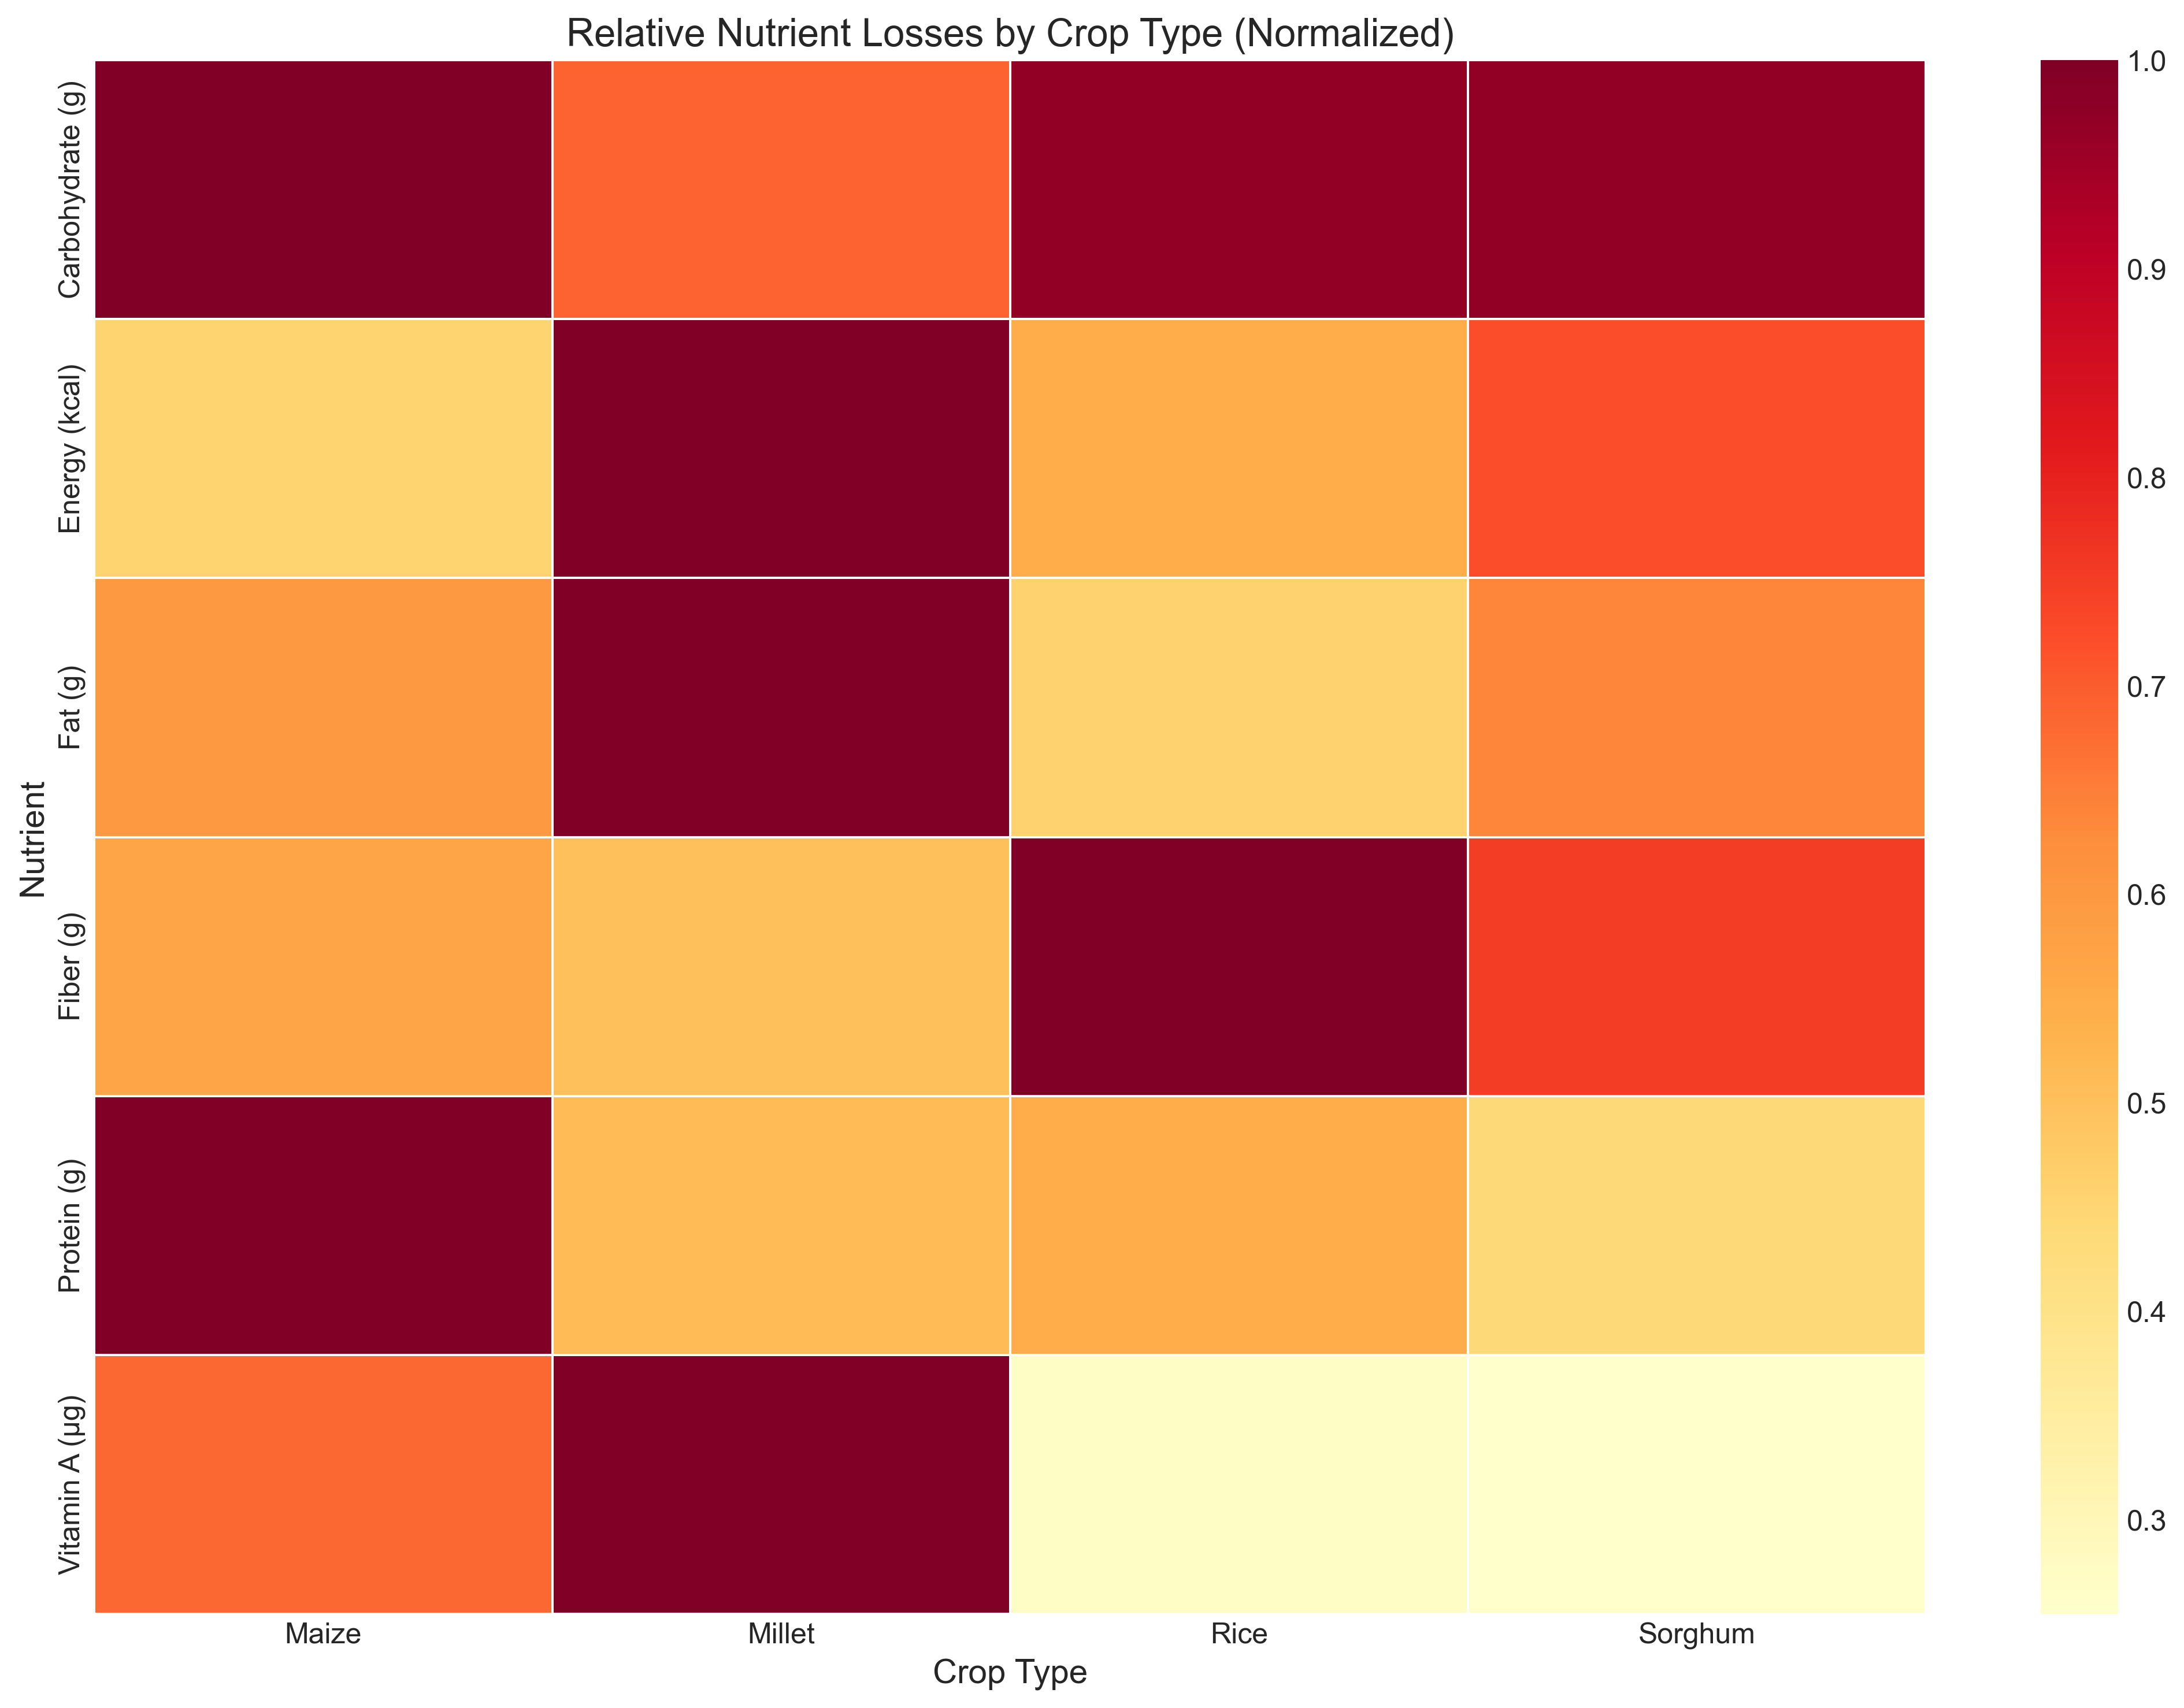 Relative Nutrient Losses by Crop Type (Normalized)
Nutrient
Carbohydrate (g)
Energy (kcal)
Fat (g)
Fiber (g)
Protein (g)
Vitamin A (µg)
Maize
Millet
Rice
Sorghum
Crop Type
1.0
0.9
0.8
0.7
0.6
0.5
0.4
0.3